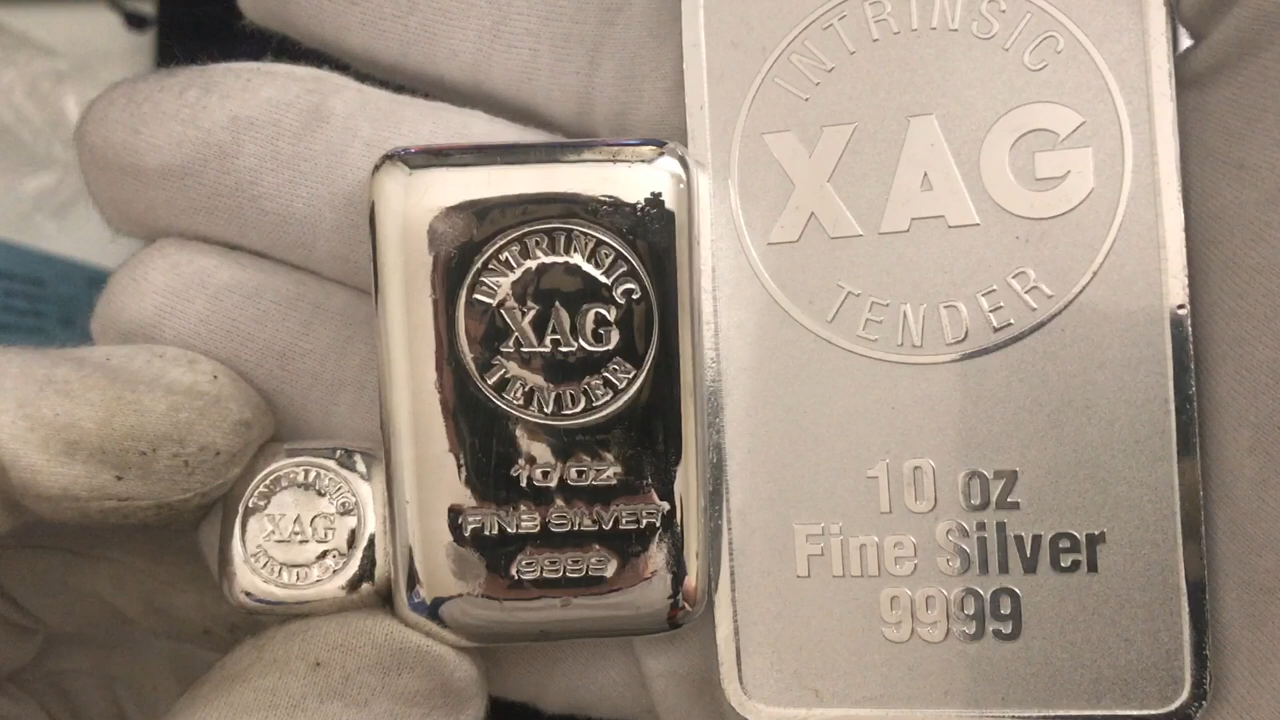 INTRINSIC
XAG
TENDER
INTRINSIC
XAG
TENDER
10 OZ
FINE SILVER
9999
INTRINSIC
XAG
TENDER
10 oz
Fine Silver
9999